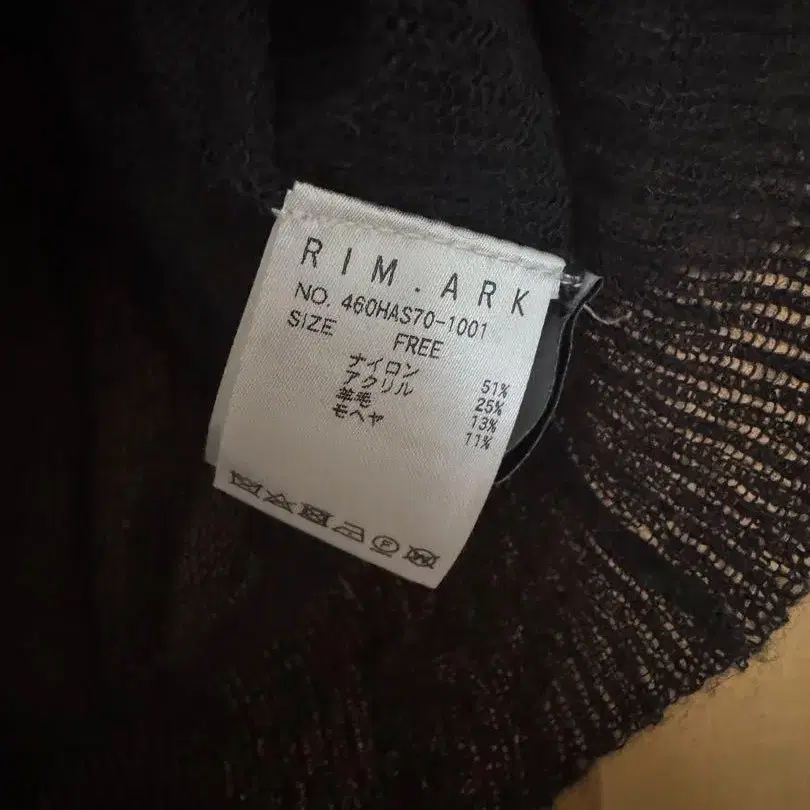 RIM.ARK
NO. 460HAS70-1001
SIZE FREE
ナイロン 51%
アクリル 25%
羊毛 13%
モヘヤ 11%